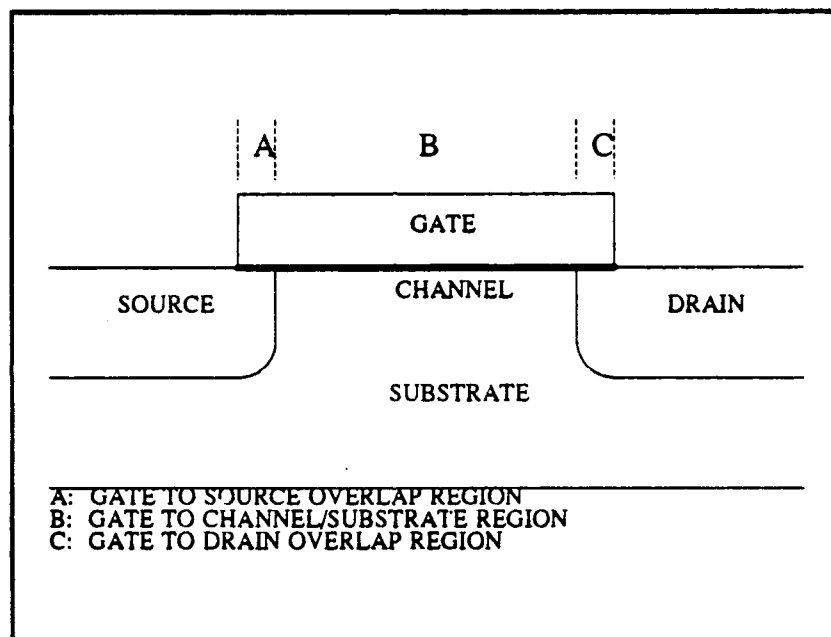 A B C
GATE
CHANNEL
SOURCE DRAIN
SUBSTRATE
A: GATE TO SOURCE OVERLAP REGION
B: GATE TO CHANNEL/SUBSTRATE REGION
C: GATE TO DRAIN OVERLAP REGION